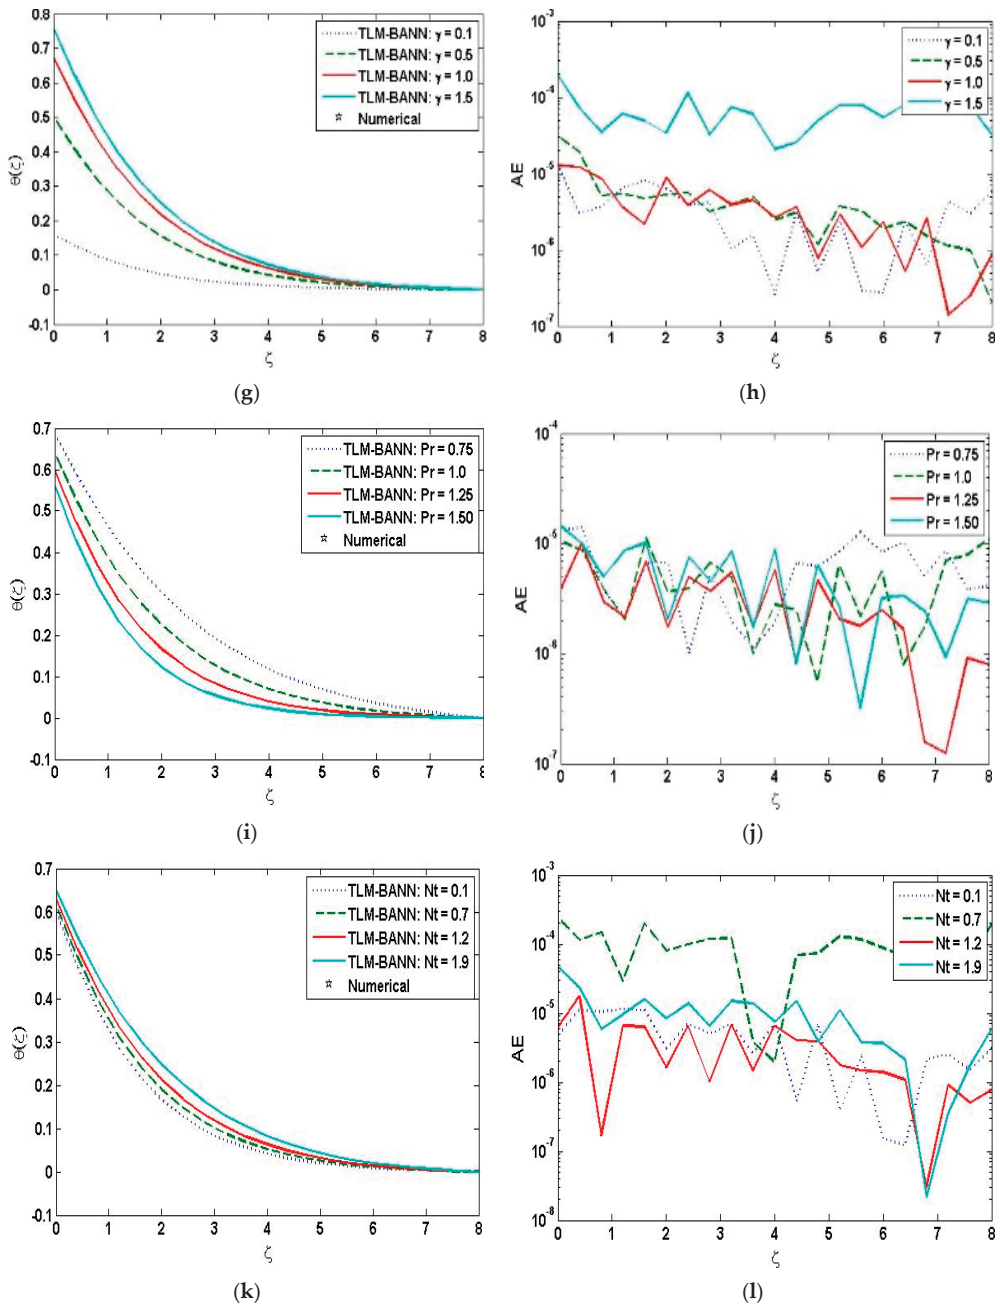 0.8
0.7
0.6
0.5
0.4
0.3
0.2
0.1
0
-0.1
θ(ζ)
TLM-BANN: γ = 0.1
TLM-BANN: γ = 0.5
TLM-BANN: γ = 1.0
TLM-BANN: γ = 1.5
Numerical
0 1 2 3 4 5 6 7 8
ζ
(g)
10⁻³
10⁻⁴
10⁻⁵
10⁻⁶
10⁻⁷
AE
γ = 0.1
γ = 0.5
γ = 1.0
γ = 1.5
0 1 2 3 4 5 6 7 8
ζ
(h)
0.7
0.6
0.5
0.4
0.3
0.2
0.1
0
-0.1
θ(ζ)
TLM-BANN: Pr = 0.75
TLM-BANN: Pr = 1.0
TLM-BANN: Pr = 1.25
TLM-BANN: Pr = 1.50
Numerical
0 1 2 3 4 5 6 7 8
ζ
(i)
10⁻⁴
10⁻⁵
10⁻⁶
10⁻⁷
AE
Pr = 0.75
Pr = 1.0
Pr = 1.25
Pr = 1.50
0 1 2 3 4 5 6 7 8
ζ
(j)
0.7
0.6
0.5
0.4
0.3
0.2
0.1
0
-0.1
θ(ζ)
TLM-BANN: Nt = 0.1
TLM-BANN: Nt = 0.7
TLM-BANN: Nt = 1.2
TLM-BANN: Nt = 1.9
Numerical
0 1 2 3 4 5 6 7 8
ζ
(k)
10⁻³
10⁻⁴
10⁻⁵
10⁻⁶
10⁻⁷
10⁻⁸
AE
Nt = 0.1
Nt = 0.7
Nt = 1.2
Nt = 1.9
0 1 2 3 4 5 6 7 8
ζ
(l)